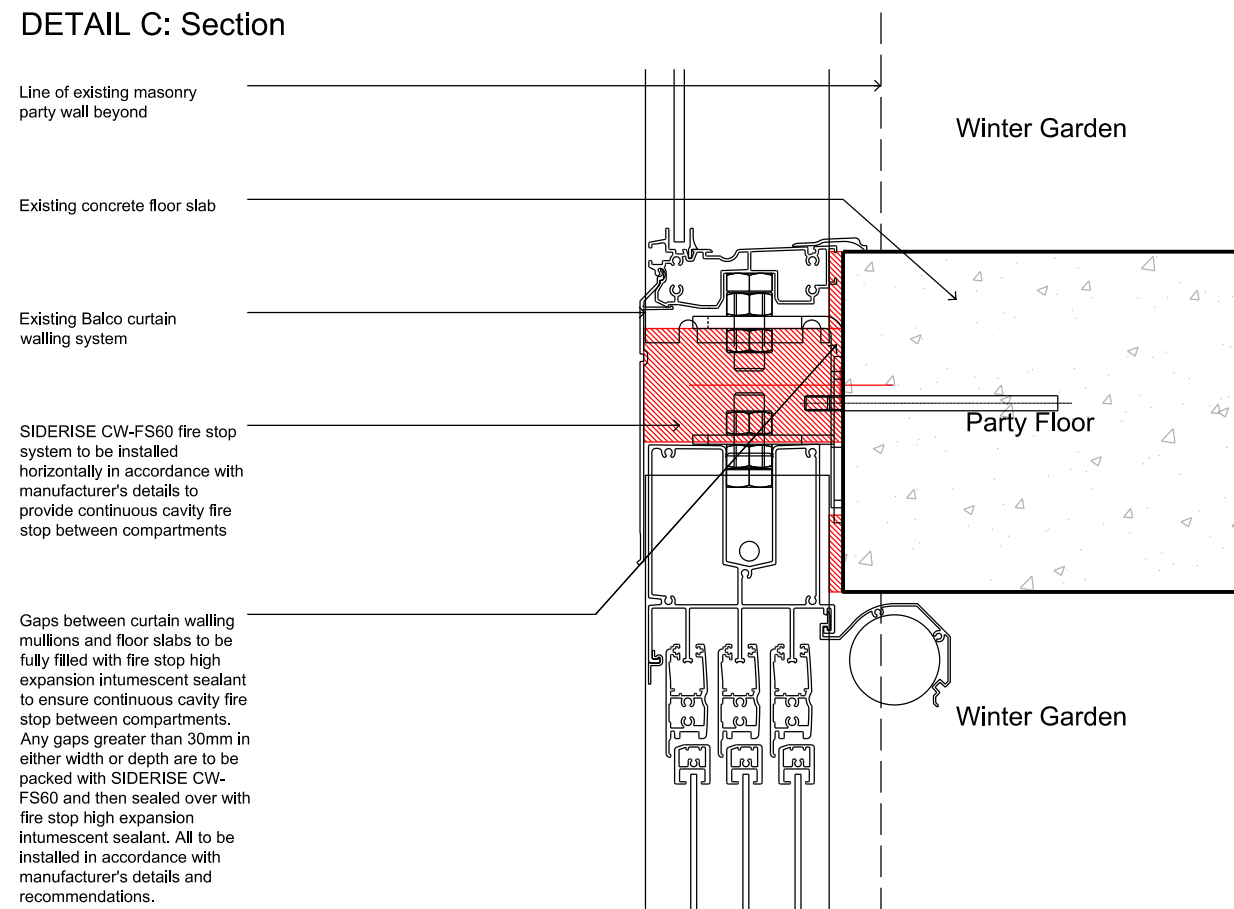 DETAIL C: Section
Line of existing masonry
party wall beyond
Winter Garden
Existing concrete floor slab
Existing Balco curtain
walling system
Party Floor
SIDERISE CW-FS60 fire stop
system to be installed
horizontally in accordance with
manufacturer's details to
provide continuous cavity fire
stop between compartments
Gaps between curtain walling
mullions and floor slabs to be
fully filled with fire stop high
expansion intumescent sealant
to ensure continuous cavity fire
stop between compartments.
Any gaps greater than 30mm in
either width or depth are to be
packed with SIDERISE CW-
FS60 and then sealed over with
fire stop high expansion
intumescent sealant. All to be
installed in accordance with
manufacturer's details and
recommendations.
Winter Garden